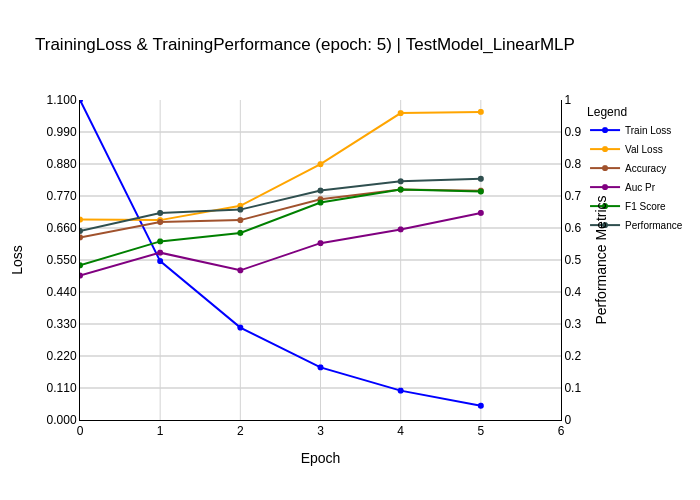 TrainingLoss & TrainingPerformance (epoch: 5) | TestModel_LinearMLP
1.100
0.990
0.880
0.770
0.660
0.550
0.440
0.330
0.220
0.110
0.000
Loss
0 1 2 3 4 5 6
Epoch
1
0.9
0.8
0.7
0.6
0.5
0.4
0.3
0.2
0.1
0
Performance Metrics
Legend
Train Loss
Val Loss
Accuracy
Auc Pr
F1 Score
Performance